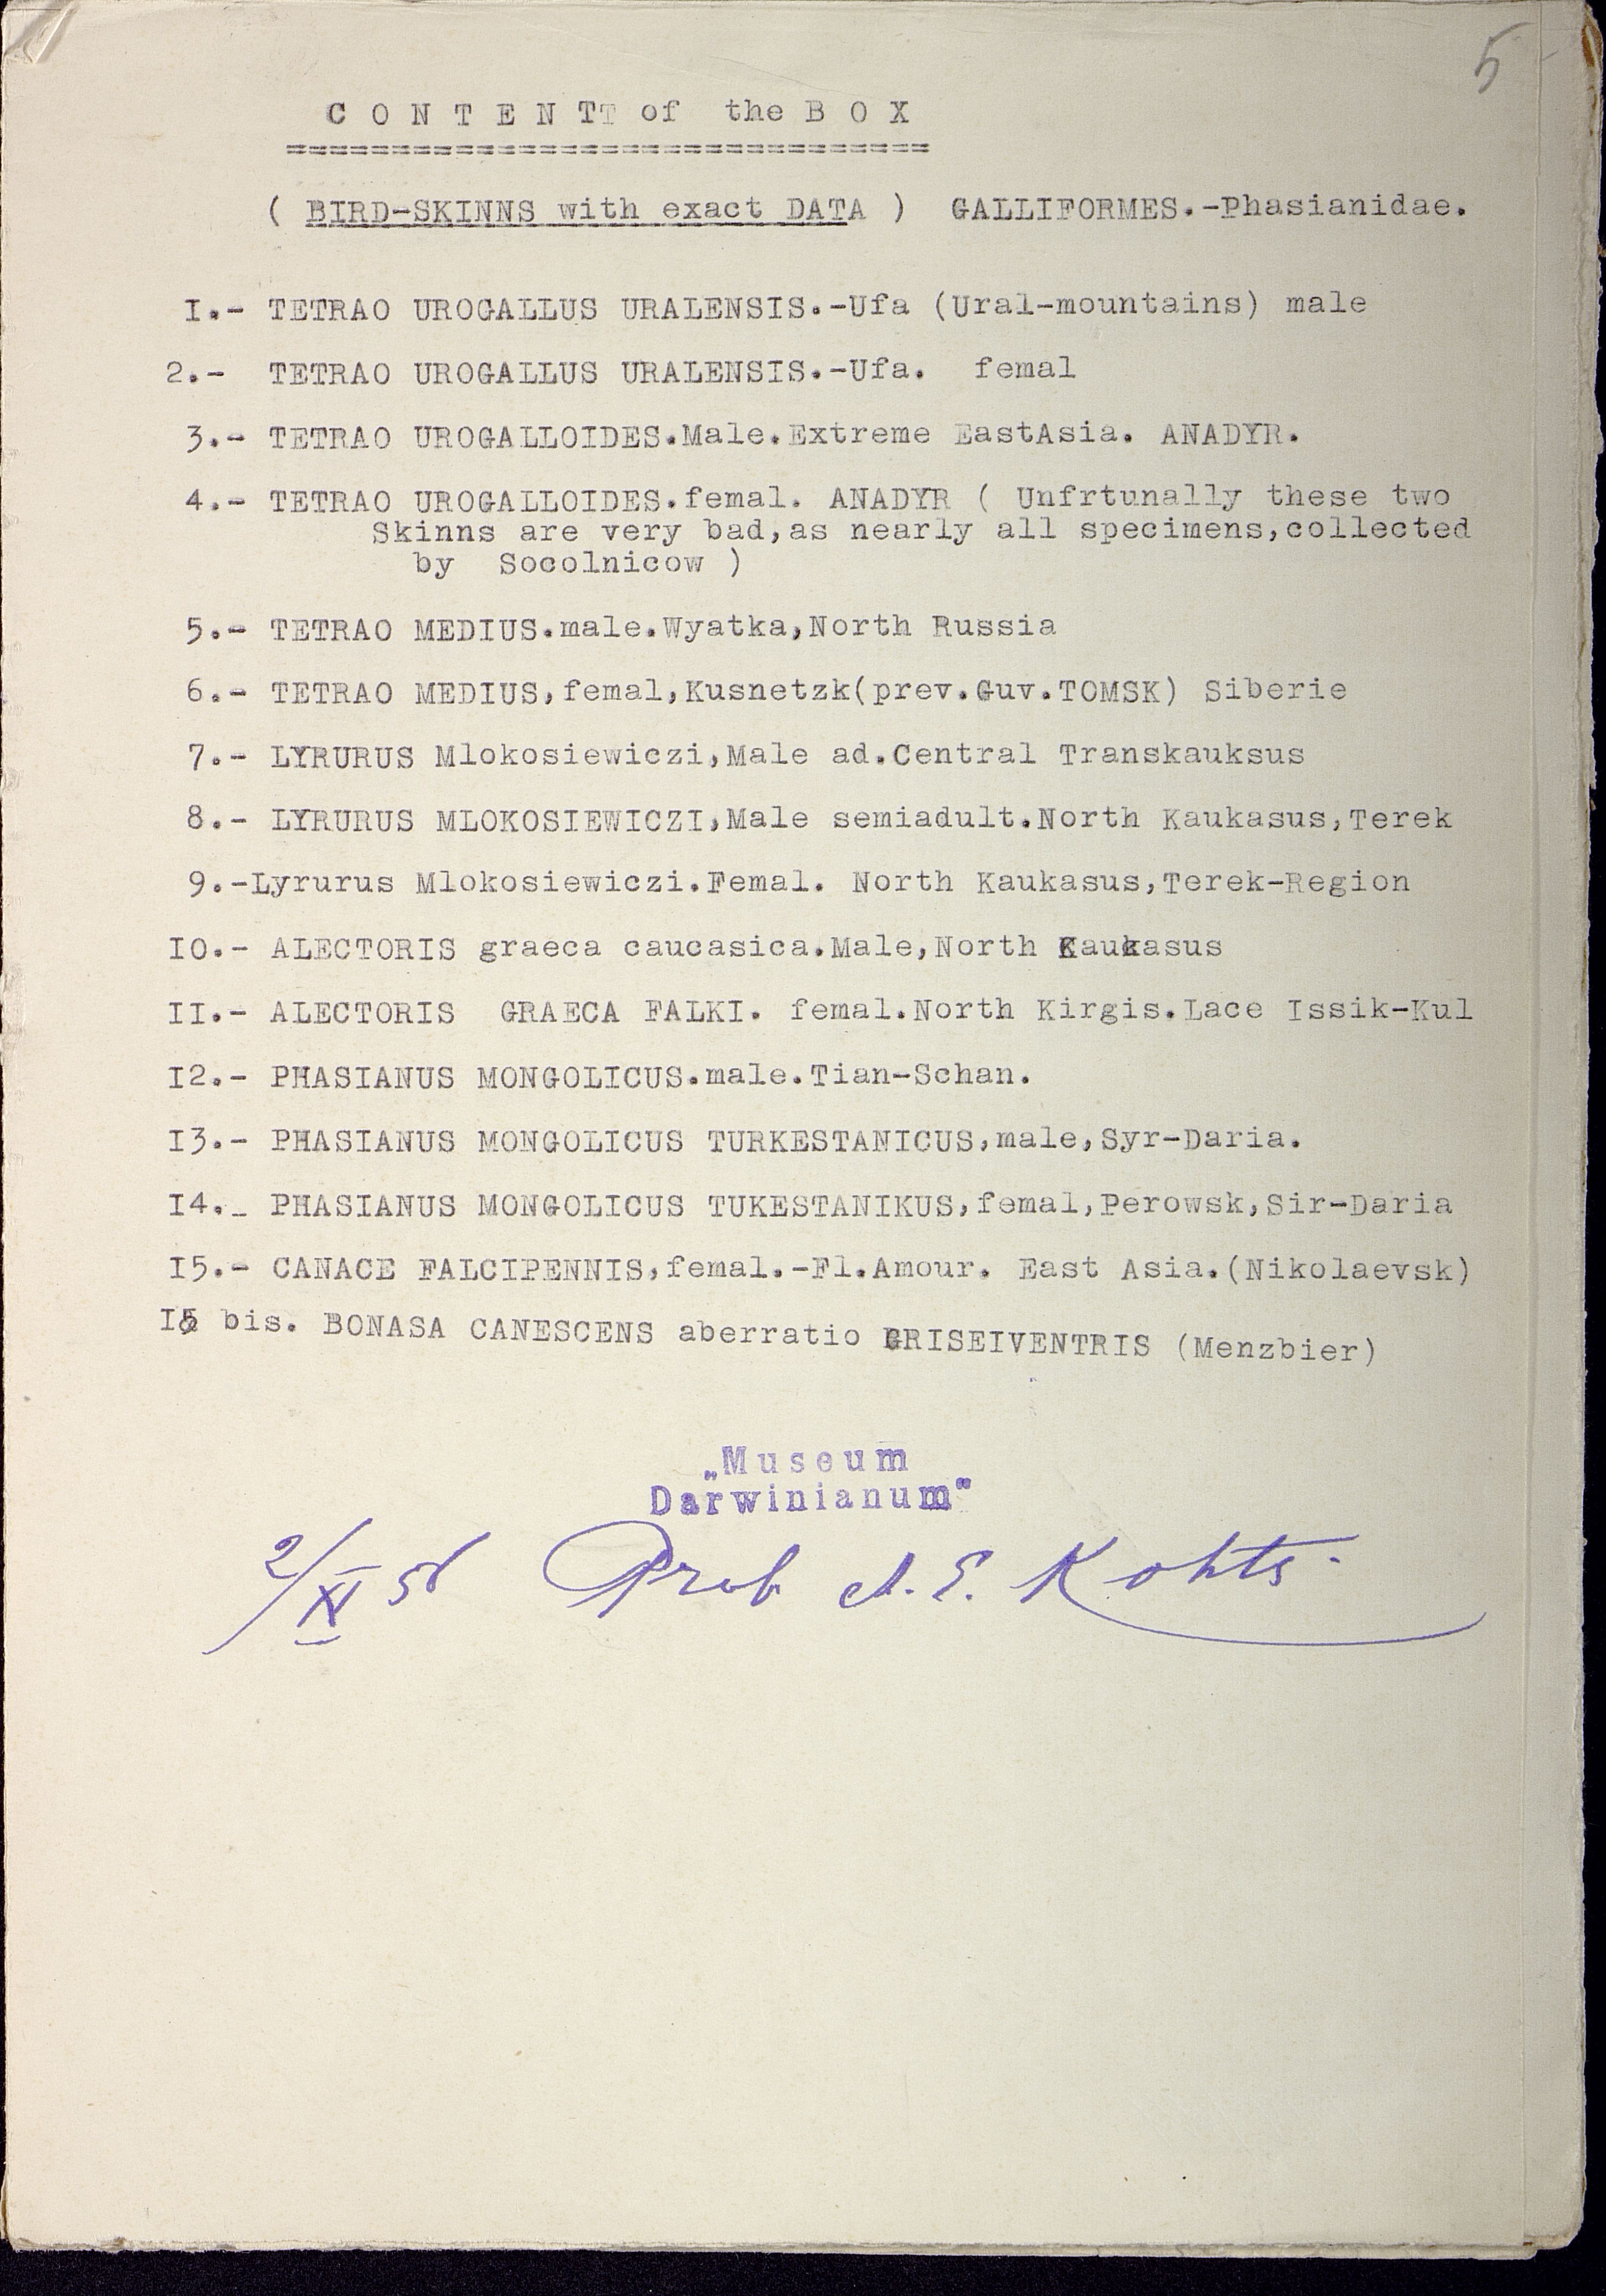 5
C O N T E N TT of the B O X
===============================
( BIRD-SKINNS with exact DATA ) GALLIFORMES.-Phasianidae.
I.- TETRAO UROGALLUS URALENSIS.-Ufa (Ural-mountains) male
2.- TETRAO UROGALLUS URALENSIS.-Ufa. femal
3.- TETRAO UROGALLOIDES.Male.Extreme EastAsia. ANADYR.
4.- TETRAO UROGALLOIDES.femal. ANADYR ( Unfrtunally these two
Skinns are very bad,as nearly all specimens,collected
by Socolnicow )
5.- TETRAO MEDIUS.male.Wyatka,North Russia
6.- TETRAO MEDIUS,femal,Kusnetzk(prev.Guv.TOMSK) Siberie
7.- LYRURUS Mlokosiewiczi,Male ad.Central Transkauksus
8.- LYRURUS MLOKOSIEWICZI,Male semiadult.North Kaukasus,Terek
9.-Lyrurus Mlokosiewiczi.Femal. North Kaukasus,Terek-Region
IO.- ALECTORIS graeca caucasica.Male,North Kaukasus
II.- ALECTORIS GRAECA FALKI. femal.North Kirgis.Lace Issik-Kul
I2.- PHASIANUS MONGOLICUS.male.Tian-Schan.
I3.- PHASIANUS MONGOLICUS TURKESTANICUS,male,Syr-Daria.
I4._ PHASIANUS MONGOLICUS TUKESTANIKUS,femal,Perowsk,Sir-Daria
I5.- CANACE FALCIPENNIS,femal.-Fl.Amour. East Asia.(Nikolaevsk)
I5 bis. BONASA CANESCENS aberratio GRISEIVENTRIS (Menzbier)
„Museum
Darwinianum"
2/XI 56 Prof. A. E. Kohts.